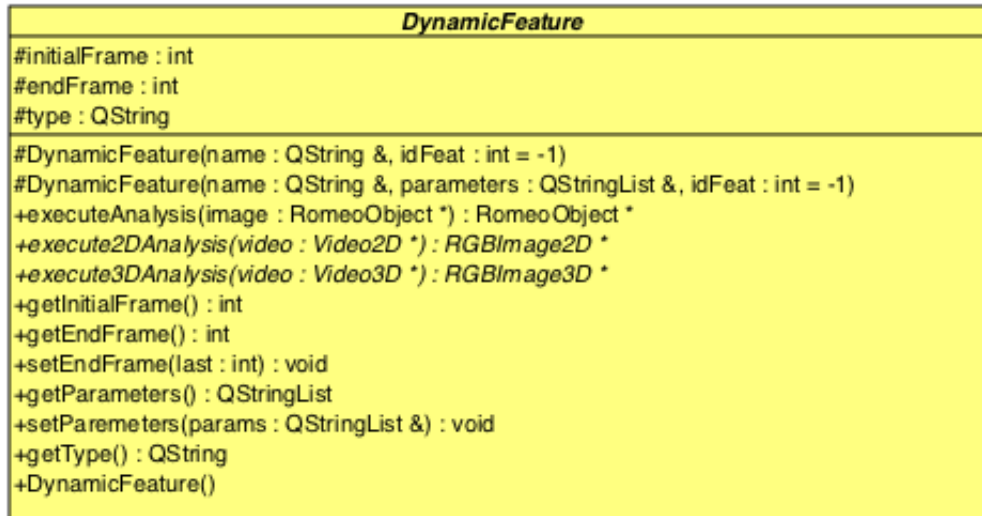 DynamicFeature
#initialFrame : int
#endFrame : int
#type : QString
#DynamicFeature(name : QString &, idFeat : int = -1)
#DynamicFeature(name : QString &, parameters : QStringList &, idFeat : int = -1)
+executeAnalysis(image : RomeoObject *) : RomeoObject *
+execute2DAnalysis(video : Video2D *) : RGBImage2D *
+execute3DAnalysis(video : Video3D *) : RGBImage3D *
+getInitialFrame() : int
+getEndFrame() : int
+setEndFrame(last : int) : void
+getParameters() : QStringList
+setParemeters(params : QStringList &) : void
+getType() : QString
+DynamicFeature()